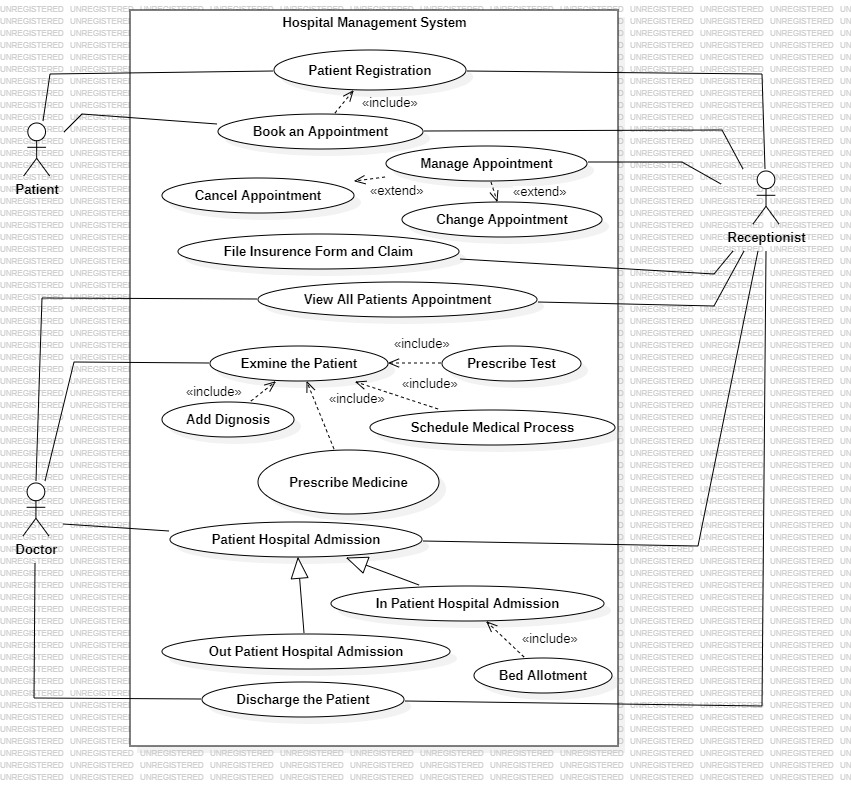 UNREGISTERED
Hospital Management System
Patient Registration
«include»
Book an Appointment
Patient
Manage Appointment
«extend»
«extend»
Cancel Appointment
Change Appointment
Receptionist
File Insurence Form and Claim
View All Patients Appointment
«include»
Exmine the Patient
Prescribe Test
«include»
«include»
«include»
Add Dignosis
Schedule Medical Process
Prescribe Medicine
Doctor
Patient Hospital Admission
In Patient Hospital Admission
«include»
Out Patient Hospital Admission
Bed Allotment
Discharge the Patient